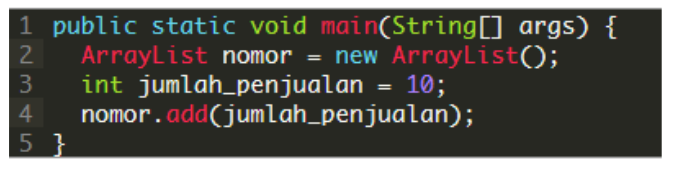 1 public static void main(String[] args) {
2   ArrayList nomor = new ArrayList();
3   int jumlah_penjualan = 10;
4   nomor.add(jumlah_penjualan);
5 }